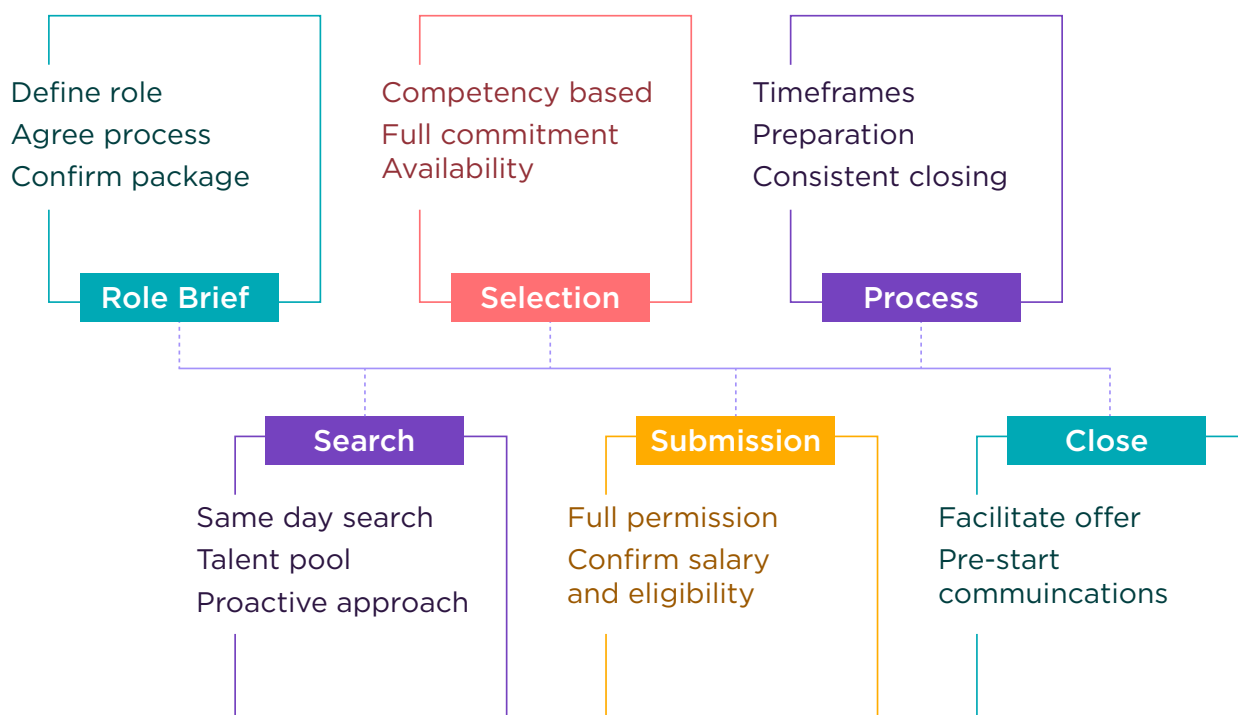 Define role
Agree process
Confirm package
Role Brief
Competency based
Full commitment
Availability
Selection
Timeframes
Preparation
Consistent closing
Process
Search
Same day search
Talent pool
Proactive approach
Submission
Full permission
Confirm salary
and eligibility
Close
Facilitate offer
Pre-start
commuincations